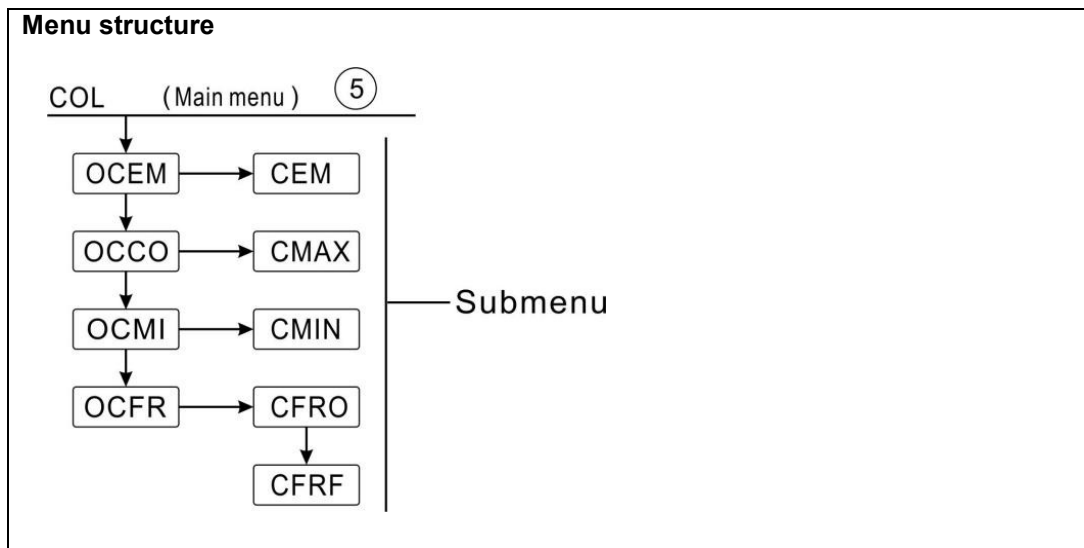 Menu structure
COL (Main menu) 5
OCEM CEM
OCCO CMAX
Submenu
OCMI CMIN
OCFR CFRO
CFRF